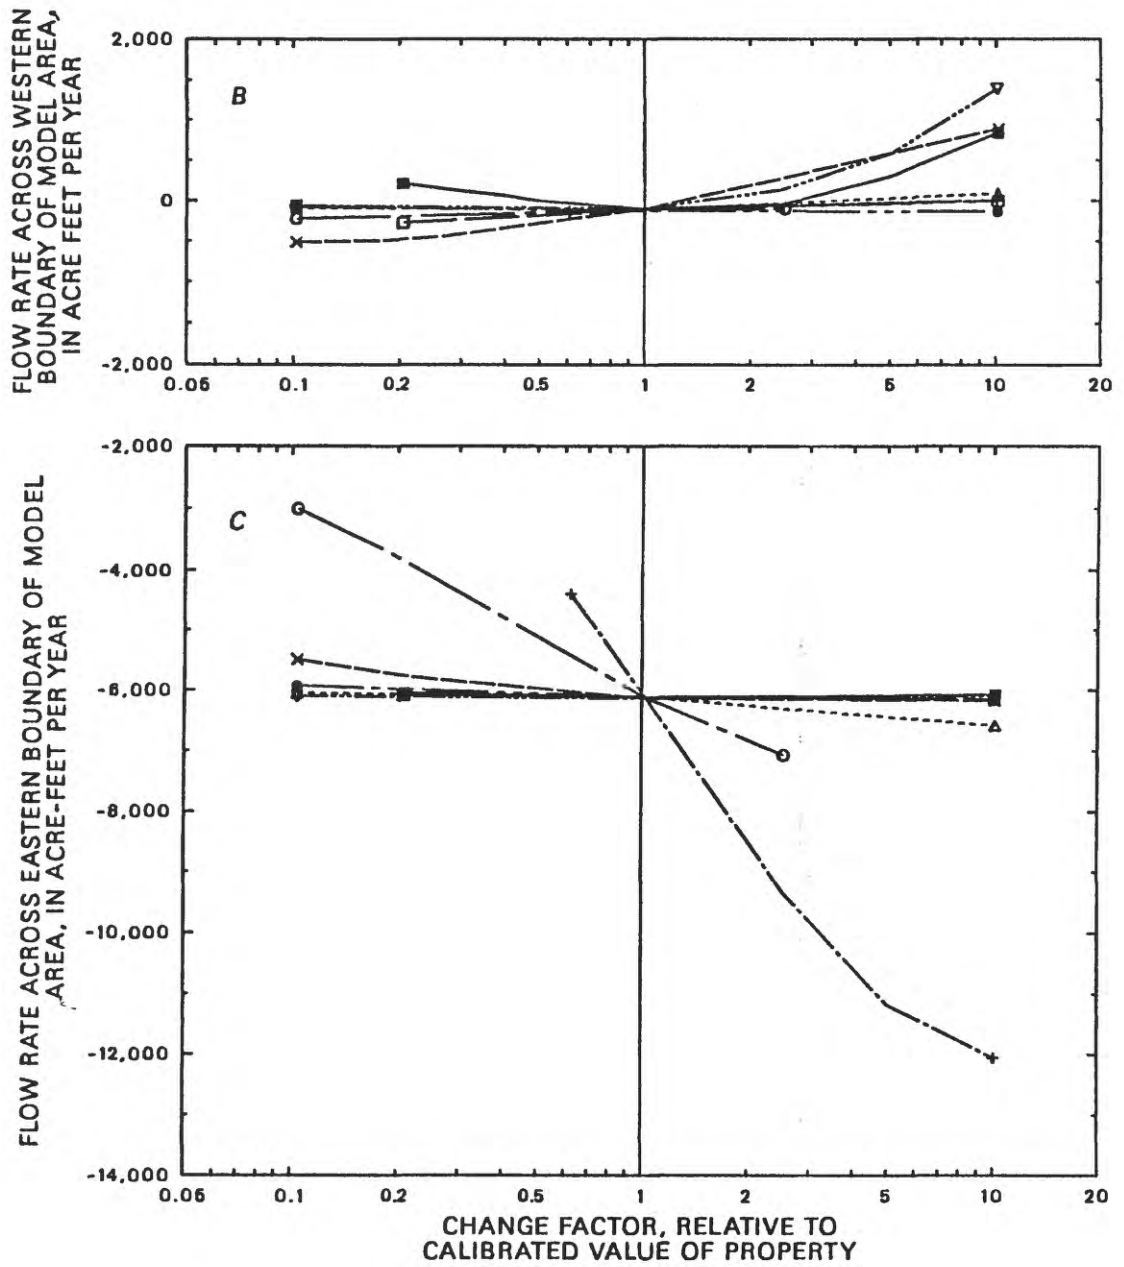 FLOW RATE ACROSS WESTERN
BOUNDARY OF MODEL AREA,
IN ACRE FEET PER YEAR
2,000
0
-2,000
B
0.05 0.1 0.2 0.5 1 2 5 10 20
FLOW RATE ACROSS EASTERN BOUNDARY OF MODEL
AREA, IN ACRE-FEET PER YEAR
-2,000
-4,000
-6,000
-8,000
-10,000
-12,000
-14,000
C
0.05 0.1 0.2 0.5 1 2 5 10 20
CHANGE FACTOR, RELATIVE TO
CALIBRATED VALUE OF PROPERTY